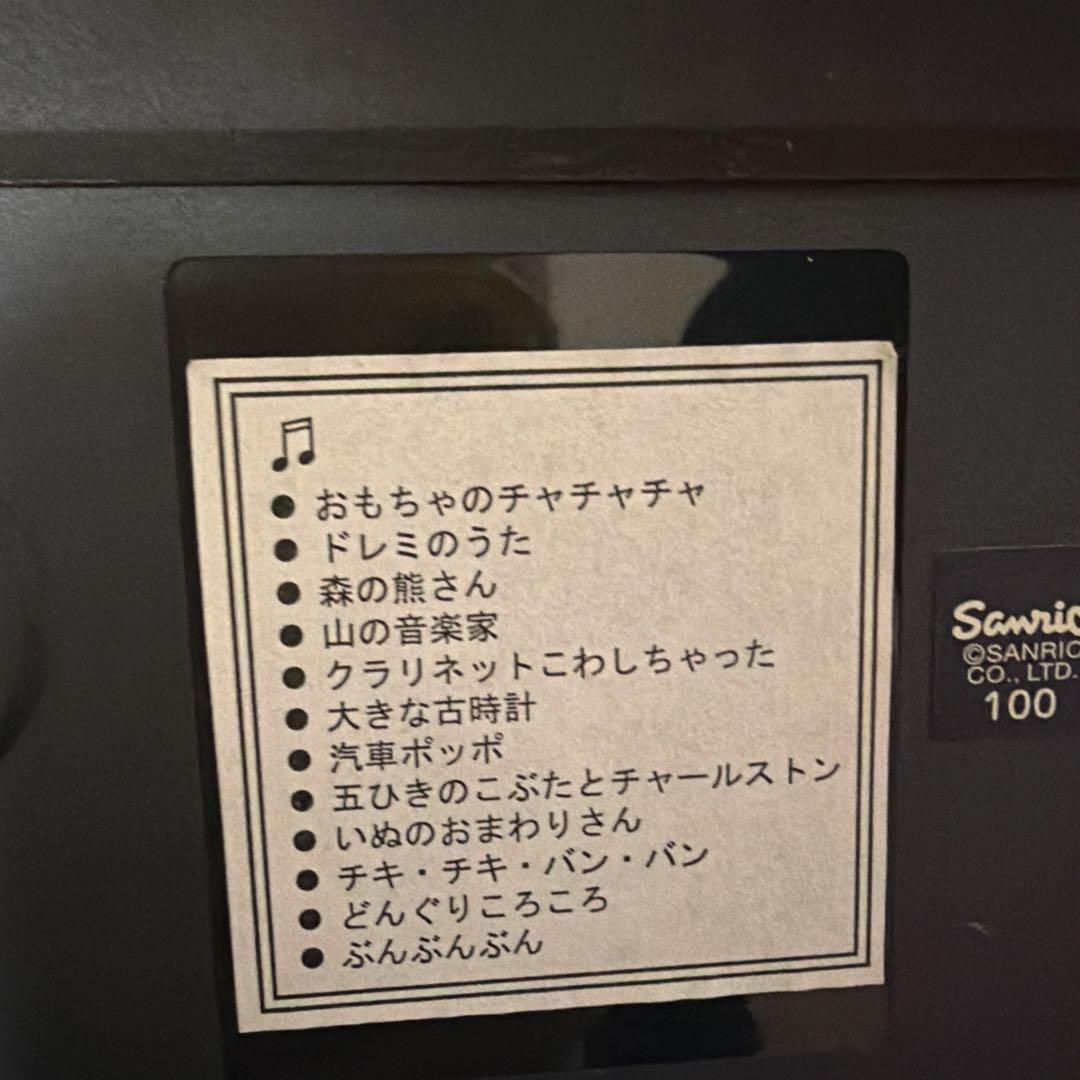 ● おもちゃのチャチャチャ
● ドレミのうた
● 森の熊さん
● 山の音楽家
● クラリネットこわしちゃった
● 大きな古時計
● 汽車ポッポ
● 五ひきのこぶたとチャールストン
● いぬのおまわりさん
● チキ・チキ・バン・バン
● どんぐりころころ
● ぶんぶんぶん
Sanrio
©SANRIO
CO., LTD.
100